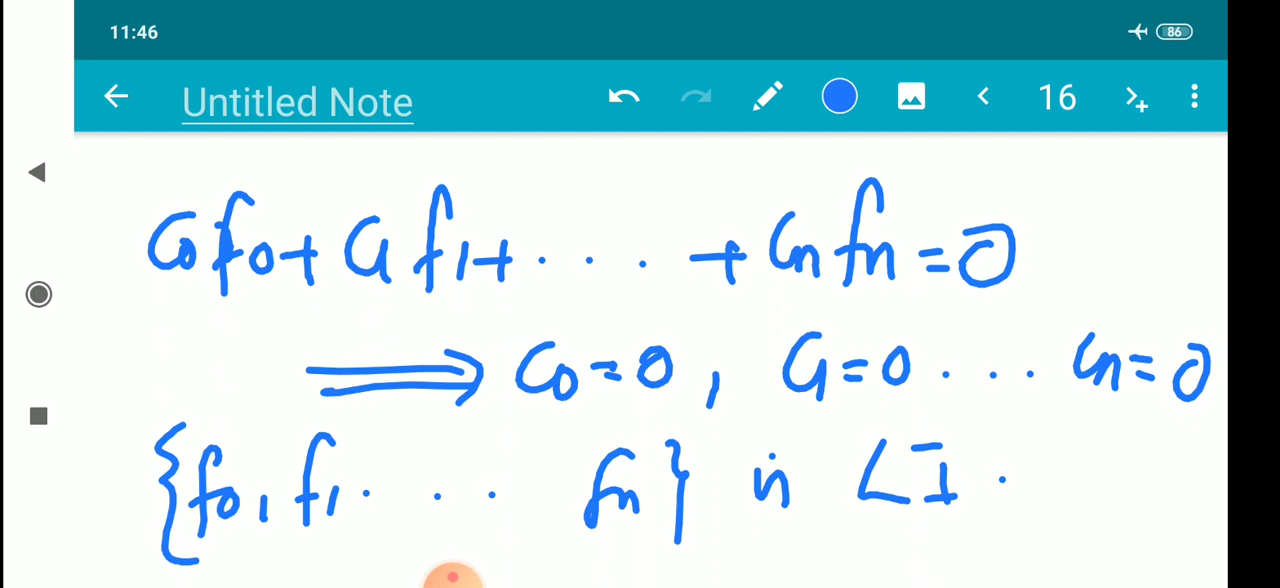 11:46
86
Untitled Note
16
C0f0 + C1f1 + . . . + Cnfn = 0
⟹ C0 = 0, C1 = 0 . . . Cn = 0
{f0, f1 . . . fn} is LI .